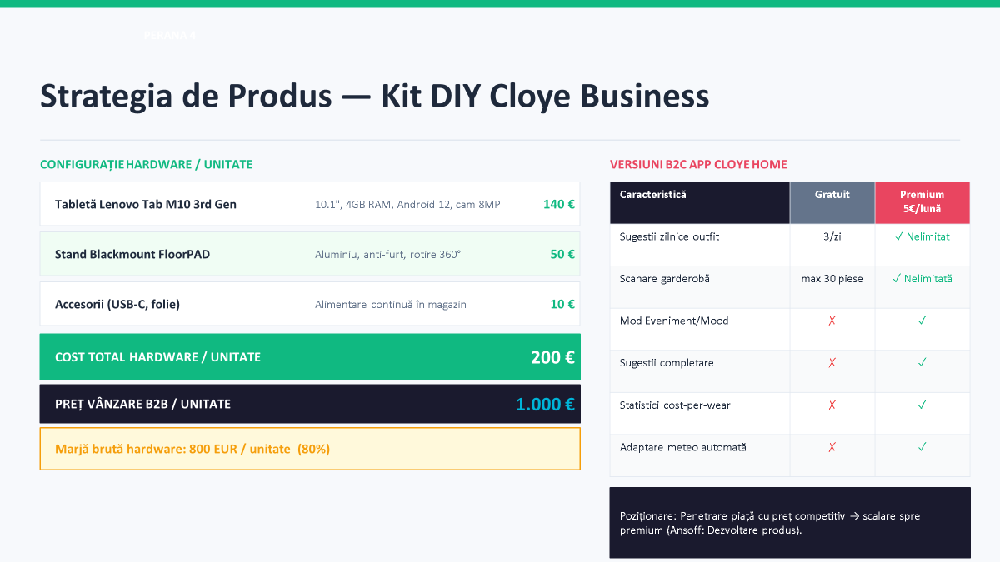 PERANA 4
Strategia de Produs — Kit DIY Cloye Business
CONFIGURAȚIE HARDWARE / UNITATE
Tabletă Lenovo Tab M10 3rd Gen 10.1", 4GB RAM, Android 12, cam 8MP 140 €
Stand Blackmount FloorPAD Aluminiu, anti-furt, rotire 360° 50 €
Accesorii (USB-C, folie) Alimentare continuă în magazin 10 €
COST TOTAL HARDWARE / UNITATE 200 €
PREȚ VÂNZARE B2B / UNITATE 1.000 €
Marjă brută hardware: 800 EUR / unitate (80%)
VERSIUNI B2C APP CLOYE HOME
Caracteristică Gratuit Premium
5€/lună
Sugestii zilnice outfit 3/zi ✓ Nelimitat
Scanare garderobă max 30 piese ✓ Nelimitată
Mod Eveniment/Mood ✗ ✓
Sugestii completare ✗ ✓
Statistici cost-per-wear ✗ ✓
Adaptare meteo automată ✗ ✓
Poziționare: Penetrare piață cu preț competitiv → scalare spre
premium (Ansoff: Dezvoltare produs).